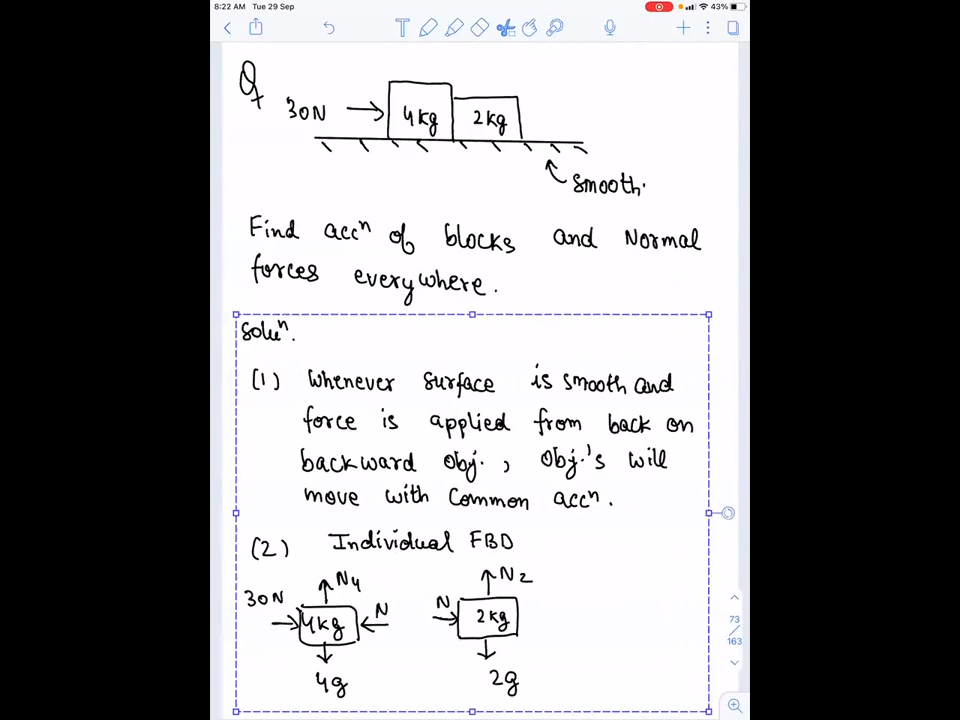 8:22 AM Tue 29 Sep
43%
Q
30N
4kg
2kg
smooth.
Find accⁿ of blocks and Normal
forces everywhere.
Soluⁿ.
(1) Whenever surface is smooth and
force is applied from back on
backward obj. , obj.'s will
move with common accⁿ.
(2) Individual FBD
N4
N2
30N
N
N
4kg
2kg
4g
2g
73
163